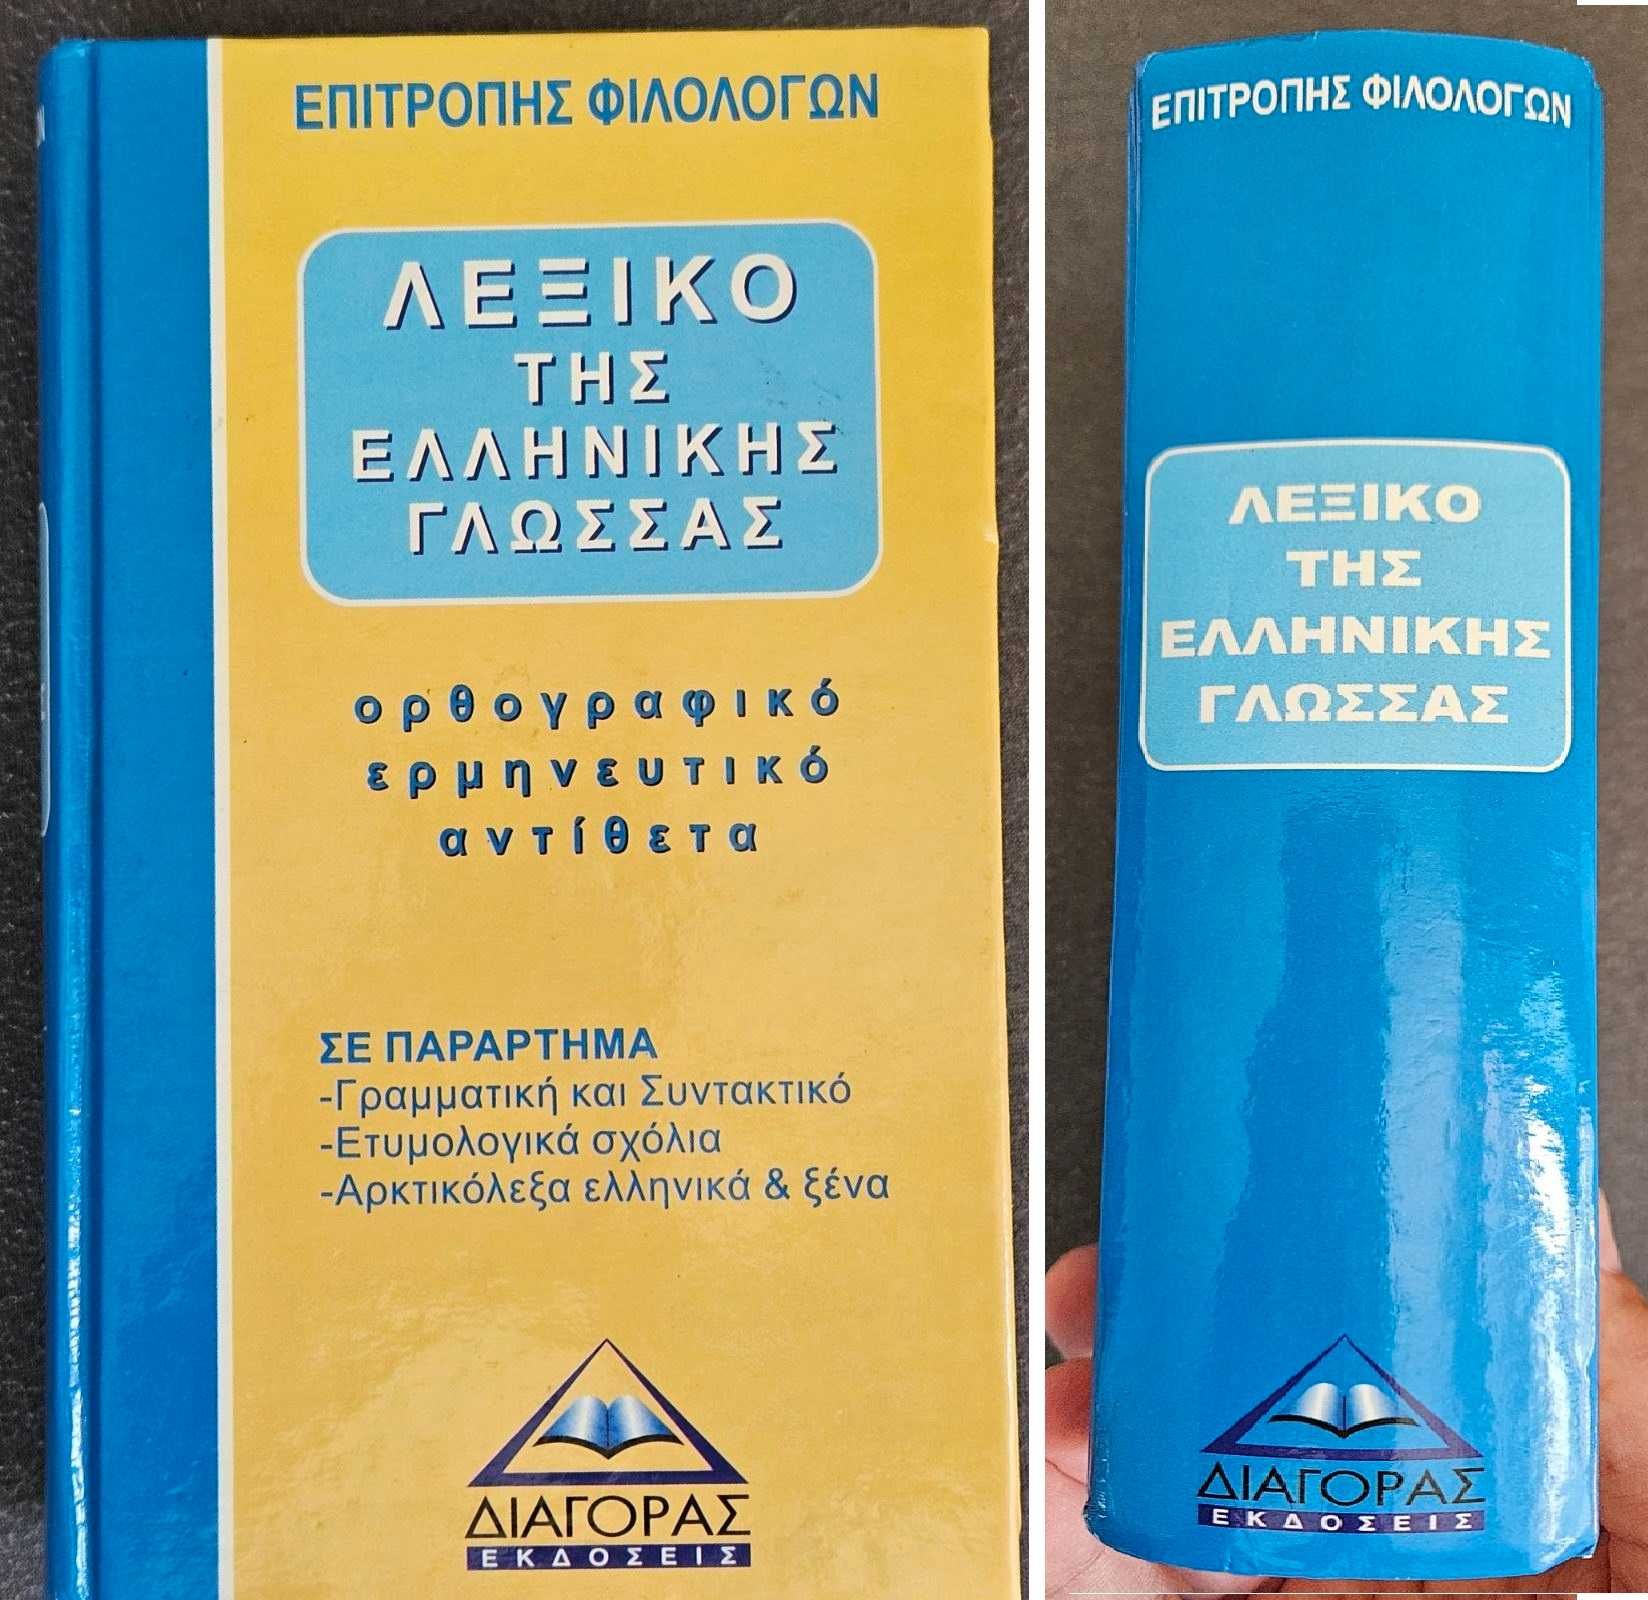 ΕΠΙΤΡΟΠΗΣ ΦΙΛΟΛΟΓΩΝ
ΛΕΞΙΚΟ
ΤΗΣ
ΕΛΛΗΝΙΚΗΣ
ΓΛΩΣΣΑΣ
ορθογραφικό
ερμηνευτικό
αντίθετα
ΣΕ ΠΑΡΑΡΤΗΜΑ
-Γραμματική και Συντακτικό
-Ετυμολογικά σχόλια
-Αρκτικόλεξα ελληνικά & ξένα
ΔΙΑΓΟΡΑΣ
ΕΚΔΟΣΕΙΣ
ΕΠΙΤΡΟΠΗΣ ΦΙΛΟΛΟΓΩΝ
ΛΕΞΙΚΟ
ΤΗΣ
ΕΛΛΗΝΙΚΗΣ
ΓΛΩΣΣΑΣ
ΔΙΑΓΟΡΑΣ
ΕΚΔΟΣΕΙΣ